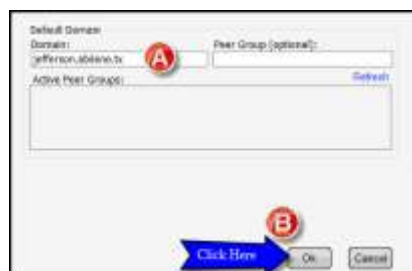 Default Domain
Domain:
Peer Group (optional):
jefferson.abilene.tx
A
Active Peer Groups:
Refresh
B
Click Here
Ok
Cancel